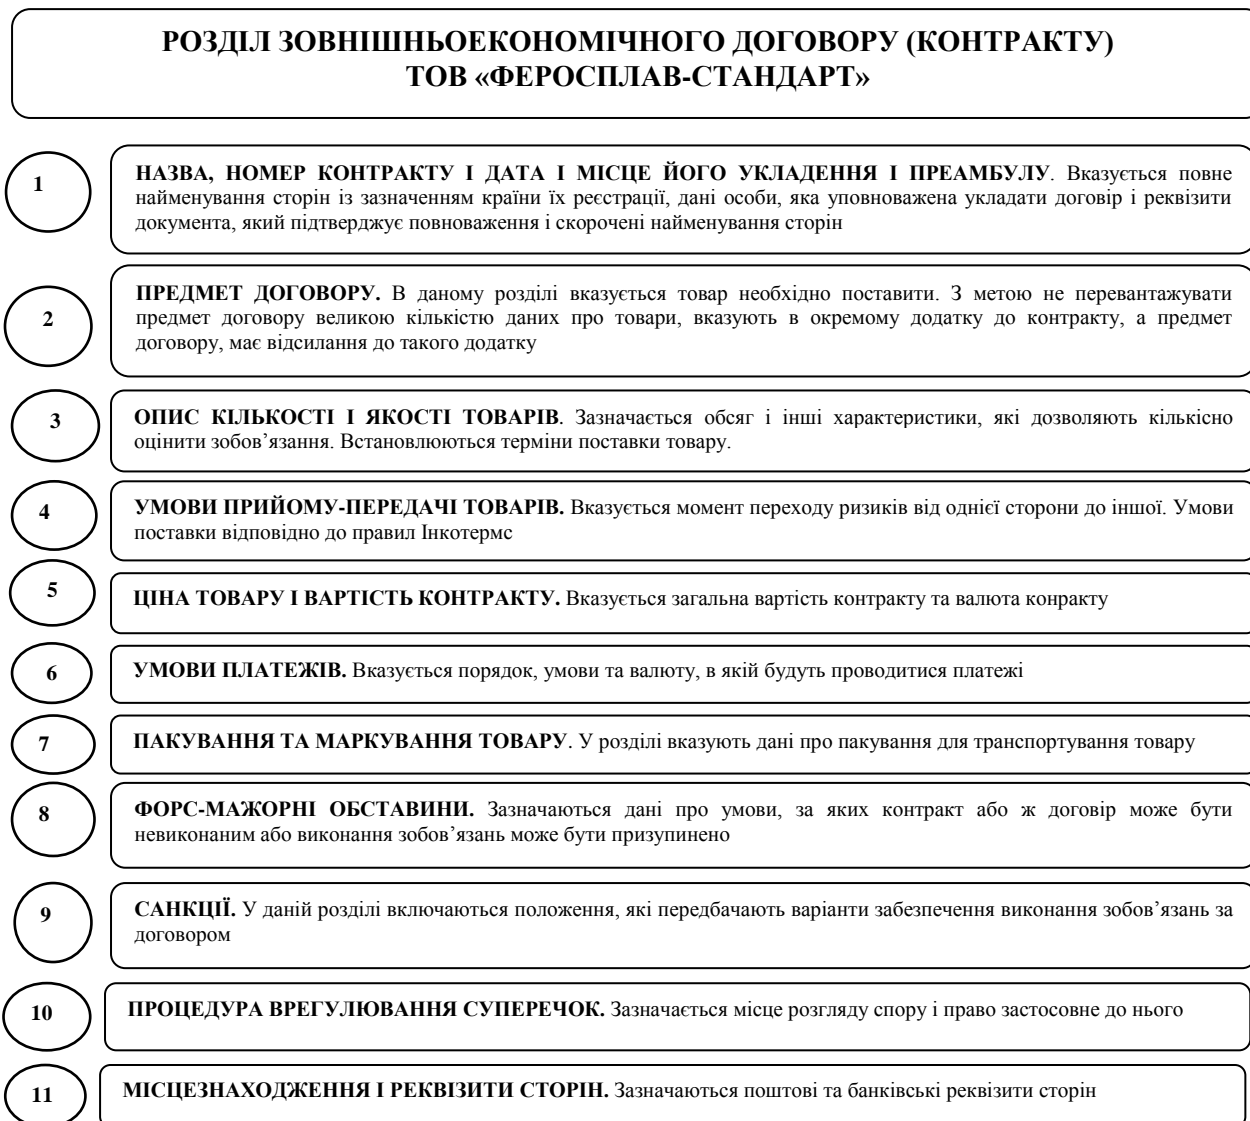 РОЗДІЛ ЗОВНІШНЬОЕКОНОМІЧНОГО ДОГОВОРУ (КОНТРАКТУ)
ТОВ «ФЕРОСПЛАВ-СТАНДАРТ»
1
НАЗВА, НОМЕР КОНТРАКТУ І ДАТА І МІСЦЕ ЙОГО УКЛАДЕННЯ І ПРЕАМБУЛУ. Вказується повне
найменування сторін із зазначенням країни їх реєстрації, дані особи, яка уповноважена укладати договір і реквізити
документа, який підтверджує повноваження і скорочені найменування сторін
2
ПРЕДМЕТ ДОГОВОРУ. В даному розділі вказується товар необхідно поставити. З метою не перевантажувати
предмет договору великою кількістю даних про товари, вказують в окремому додатку до контракту, а предмет
договору, має відсилання до такого додатку
3
ОПИС КІЛЬКОСТІ І ЯКОСТІ ТОВАРІВ. Зазначається обсяг і інші характеристики, які дозволяють кількісно
оцінити зобов’язання. Встановлюються терміни поставки товару.
4
УМОВИ ПРИЙОМУ-ПЕРЕДАЧІ ТОВАРІВ. Вказується момент переходу ризиків від однієї сторони до іншої. Умови
поставки відповідно до правил Інкотермс
5
ЦІНА ТОВАРУ І ВАРТІСТЬ КОНТРАКТУ. Вказується загальна вартість контракту та валюта конракту
6
УМОВИ ПЛАТЕЖІВ. Вказується порядок, умови та валюту, в якій будуть проводитися платежі
7
ПАКУВАННЯ ТА МАРКУВАННЯ ТОВАРУ. У розділі вказують дані про пакування для транспортування товару
8
ФОРС-МАЖОРНІ ОБСТАВИНИ. Зазначаються дані про умови, за яких контракт або ж договір може бути
невиконаним або виконання зобов’язань може бути призупинено
9
САНКЦІЇ. У даній розділі включаються положення, які передбачають варіанти забезпечення виконання зобов’язань за
договором
10
ПРОЦЕДУРА ВРЕГУЛЮВАННЯ СУПЕРЕЧОК. Зазначається місце розгляду спору і право застосовне до нього
11
МІСЦЕЗНАХОДЖЕННЯ І РЕКВІЗИТИ СТОРІН. Зазначаються поштові та банківські реквізити сторін